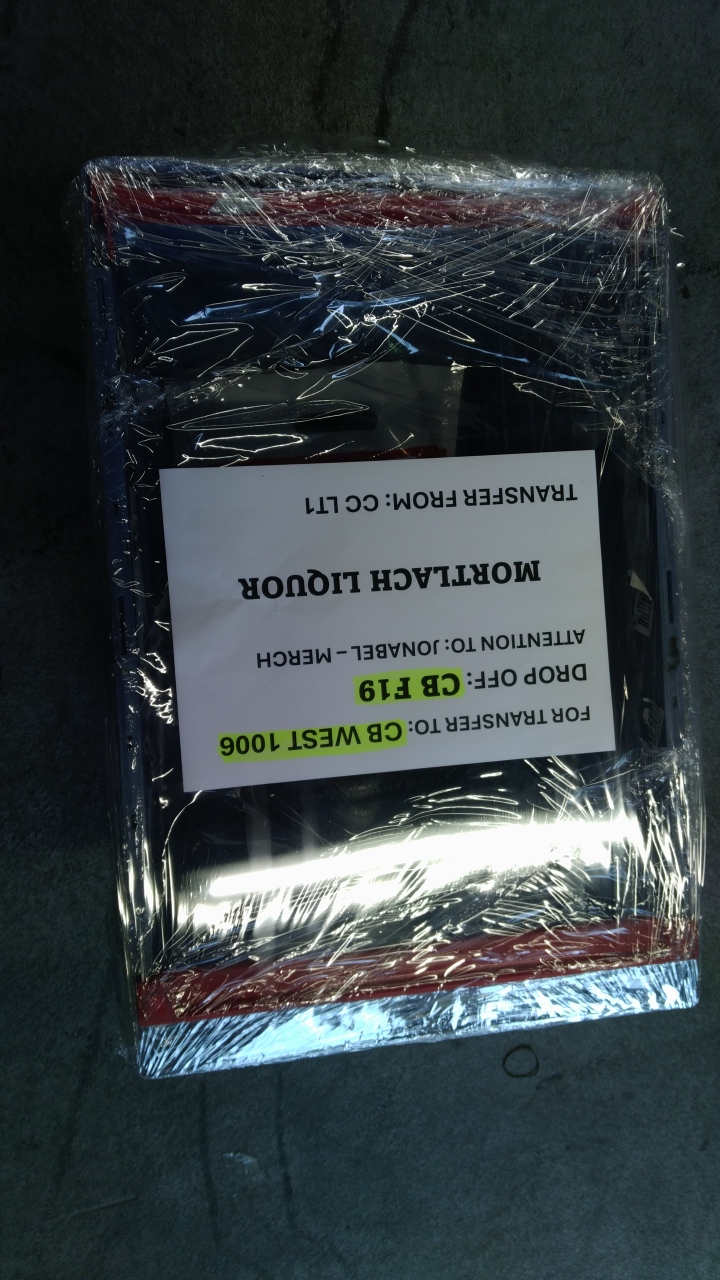 FOR TRANSFER TO: CB WEST 1006
DROP OFF: CB F19
ATTENTION TO: JONABEL – MERCH
MORTLACH LIQUOR
TRANSFER FROM: CC LT1